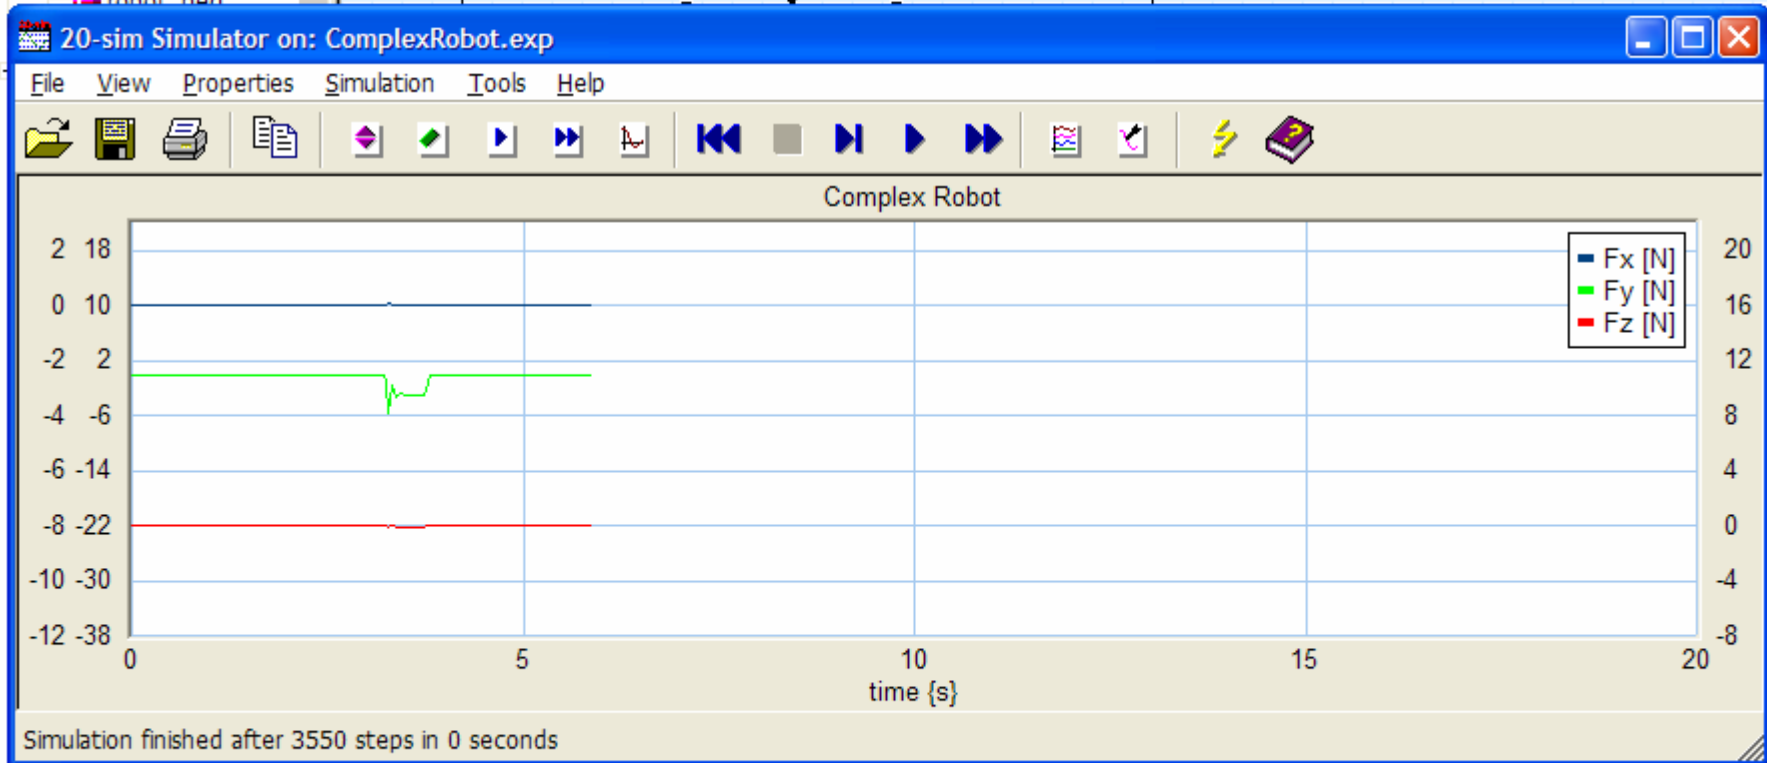 20-sim Simulator on: ComplexRobot.exp
File View Properties Simulation Tools Help
Complex Robot
2 18 20
0 10 16
-2 2 12
-4 -6 8
-6 -14 4
-8 -22 0
-10 -30 -4
-12 -38 -8
Fx [N]
Fy [N]
Fz [N]
0 5 10 15 20
time {s}
Simulation finished after 3550 steps in 0 seconds